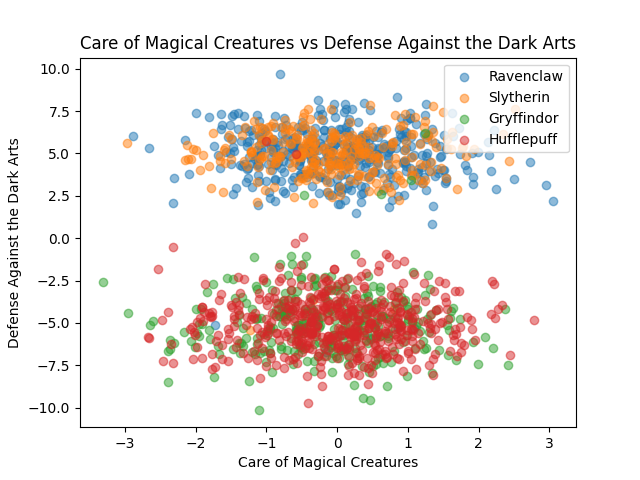 Care of Magical Creatures vs Defense Against the Dark Arts
10.0
7.5
5.0
2.5
0.0
−2.5
−5.0
−7.5
−10.0
Defense Against the Dark Arts
Ravenclaw
Slytherin
Gryffindor
Hufflepuff
−3
−2
−1
0
1
2
3
Care of Magical Creatures